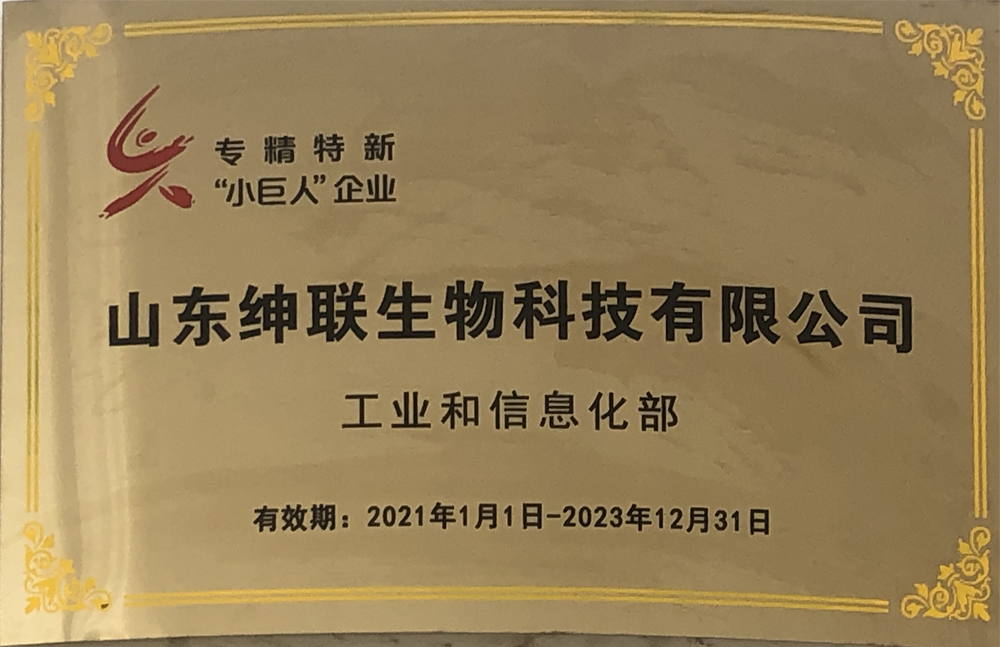 专精特新
“小巨人”企业
山东绅联生物科技有限公司
工业和信息化部
有效期：2021年1月1日-2023年12月31日